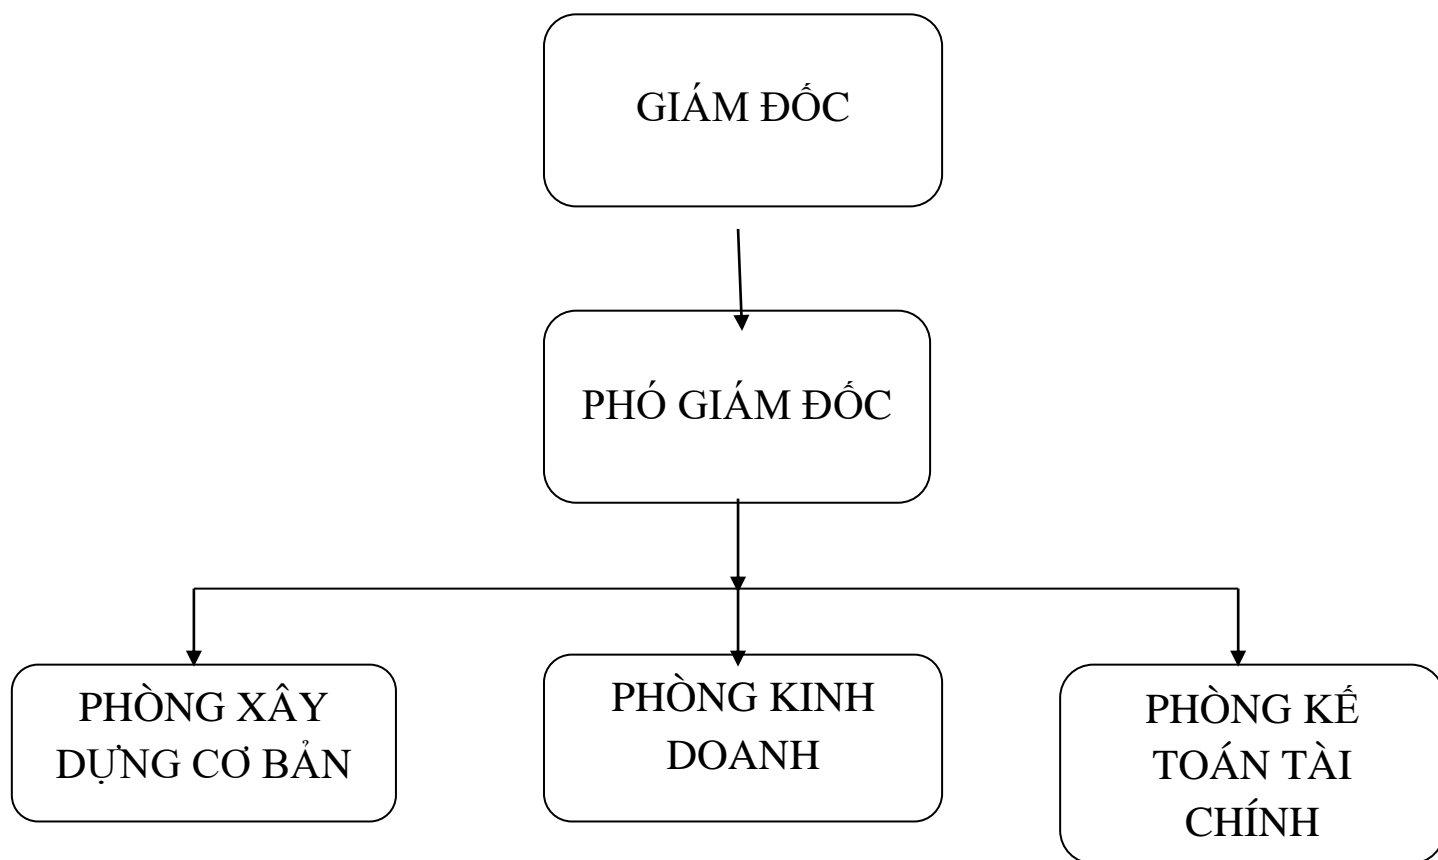 GIÁM ĐỐC
PHÓ GIÁM ĐỐC
PHÒNG XÂY
DỰNG CƠ BẢN
PHÒNG KINH
DOANH
PHÒNG KẾ
TOÁN TÀI
CHÍNH